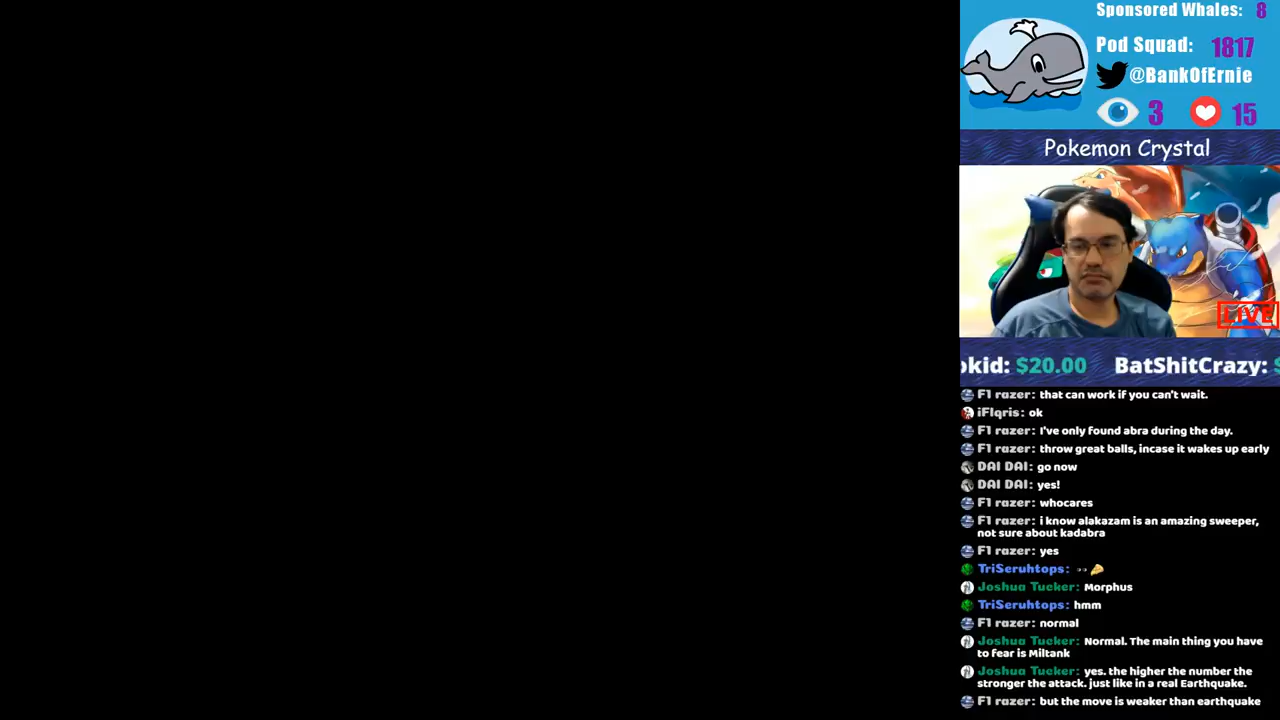 Sponsored Whales: 8
Pod Squad: 1817
@BankOfErnie
3 15
Pokemon Crystal
LIVE
okid: $20.00 BatShitCrazy:
F1 razer: that can work if you can't wait.
iFIqris: ok
F1 razer: I've only found abra during the day.
F1 razer: throw great balls, incase it wakes up early
DAI DAI: go now
DAI DAI: yes!
F1 razer: whocares
F1 razer: i know alakazam is an amazing sweeper,
not sure about kadabra
F1 razer: yes
TriSeruhtops: 👀🧀
Joshua Tucker: Morphus
TriSeruhtops: hmm
F1 razer: normal
Joshua Tucker: Normal. The main thing you have
to fear is Miltank
Joshua Tucker: yes. the higher the number the
stronger the attack. just like in a real Earthquake.
F1 razer: but the move is weaker than earthquake